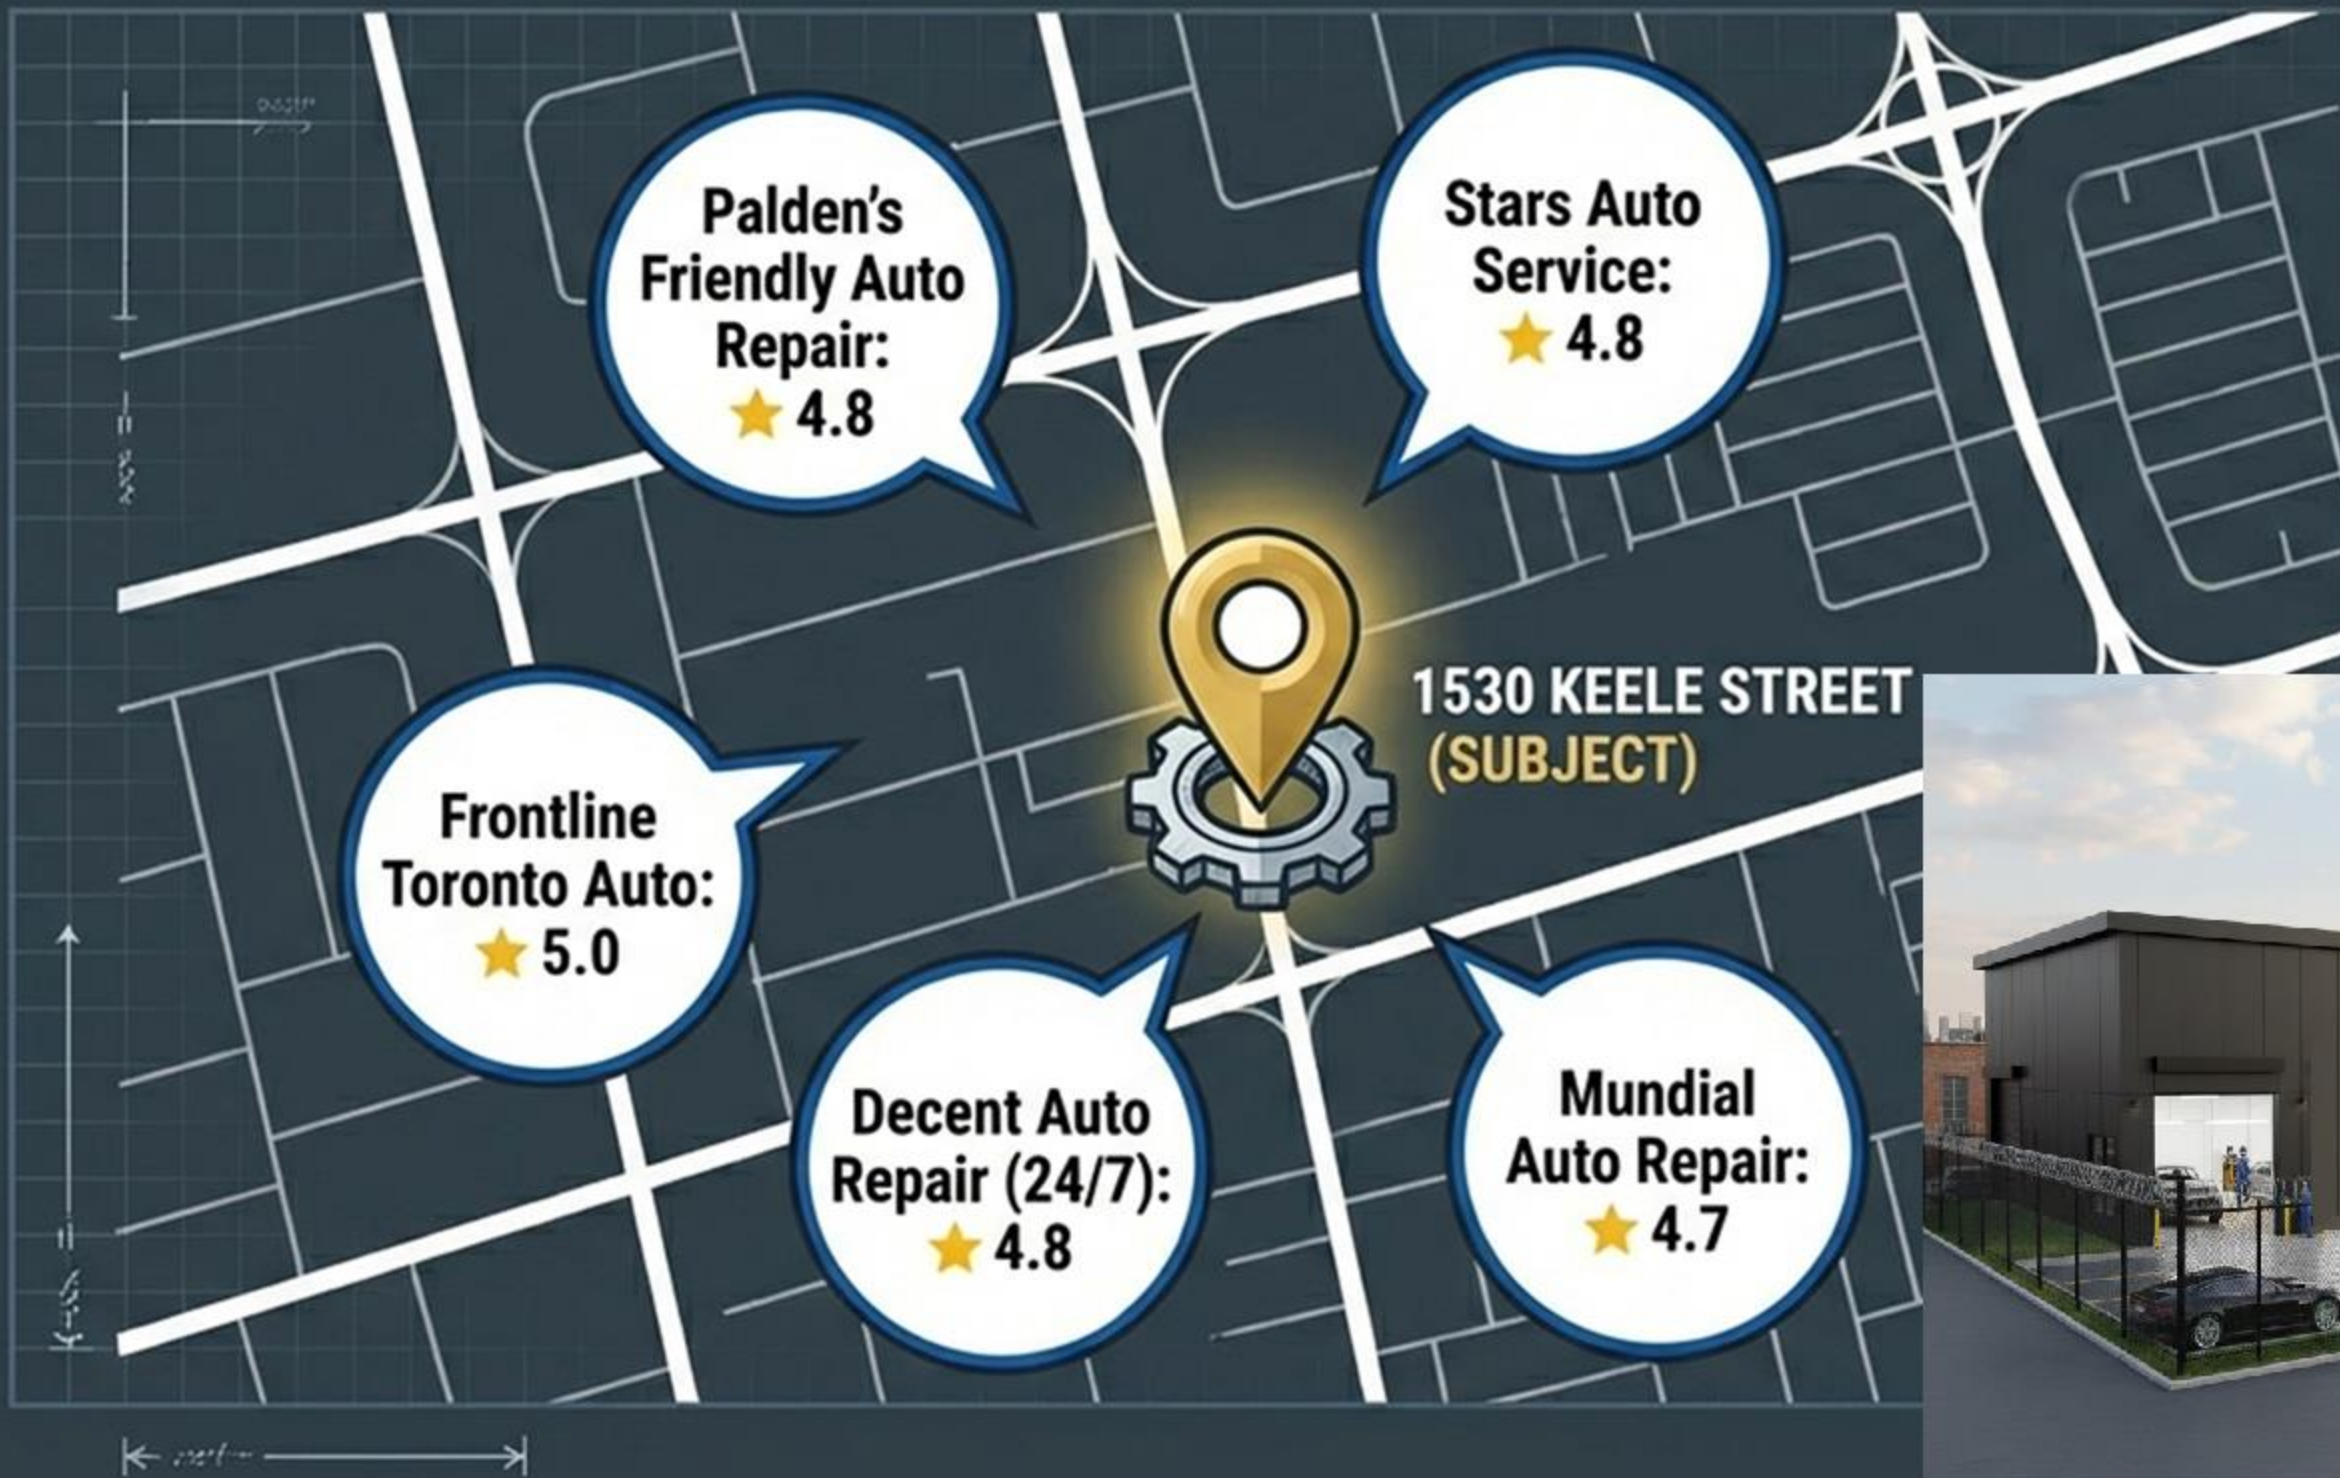 Palden’s
Friendly Auto
Repair:
4.8
Stars Auto
Service:
4.8
1530 KEELE STREET
(SUBJECT)
Frontline
Toronto Auto:
5.0
Decent Auto
Repair (24/7):
4.8
Mundial
Auto Repair:
4.7